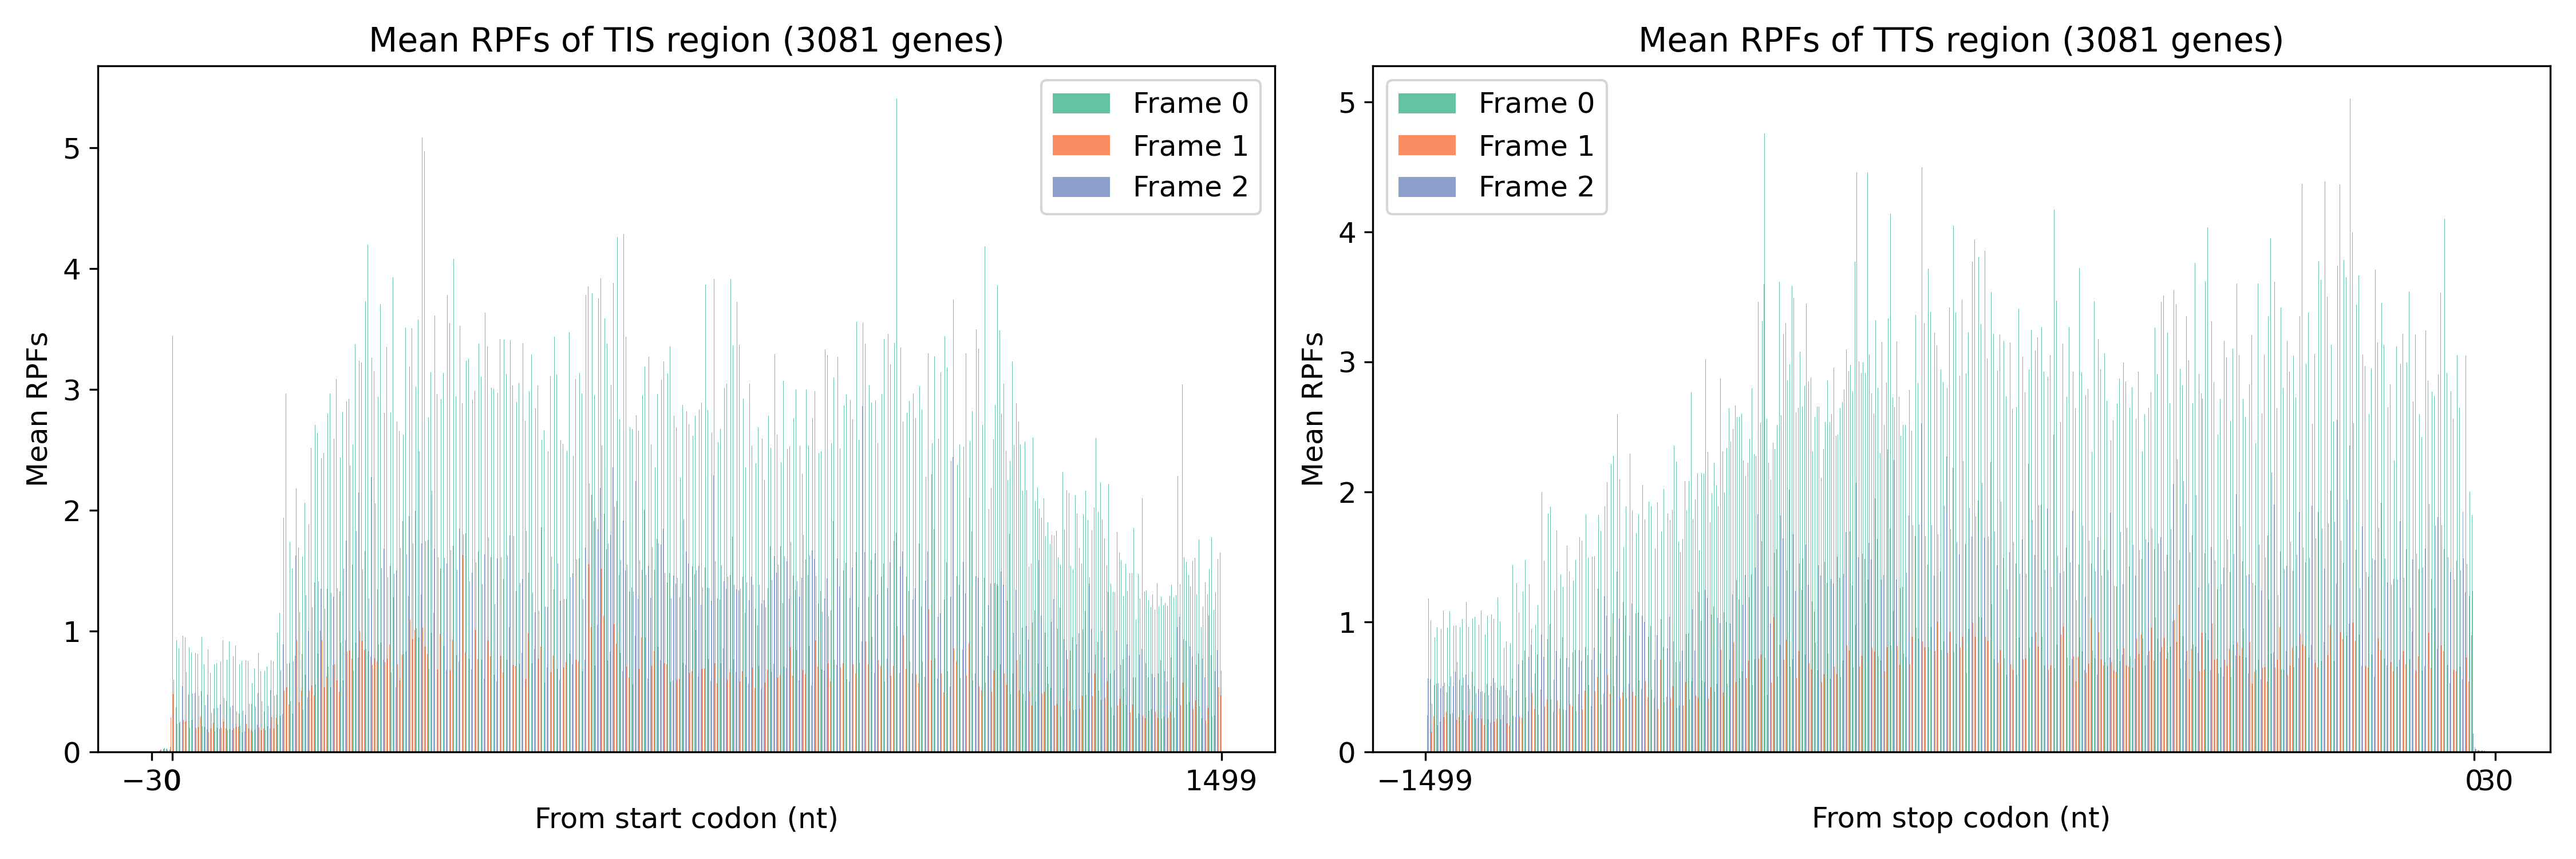 Mean RPFs of TIS region (3081 genes)
Frame 0
Frame 1
Frame 2
5
4
3
2
1
0
Mean RPFs
−30
0
1499
From start codon (nt)
Mean RPFs of TTS region (3081 genes)
Frame 0
Frame 1
Frame 2
5
4
3
2
1
0
Mean RPFs
−1499
0
30
From stop codon (nt)